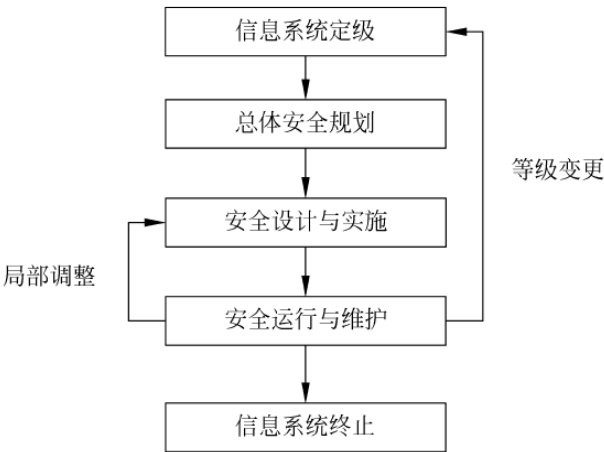 信息系统定级
总体安全规划
等级变更
安全设计与实施
局部调整
安全运行与维护
信息系统终止